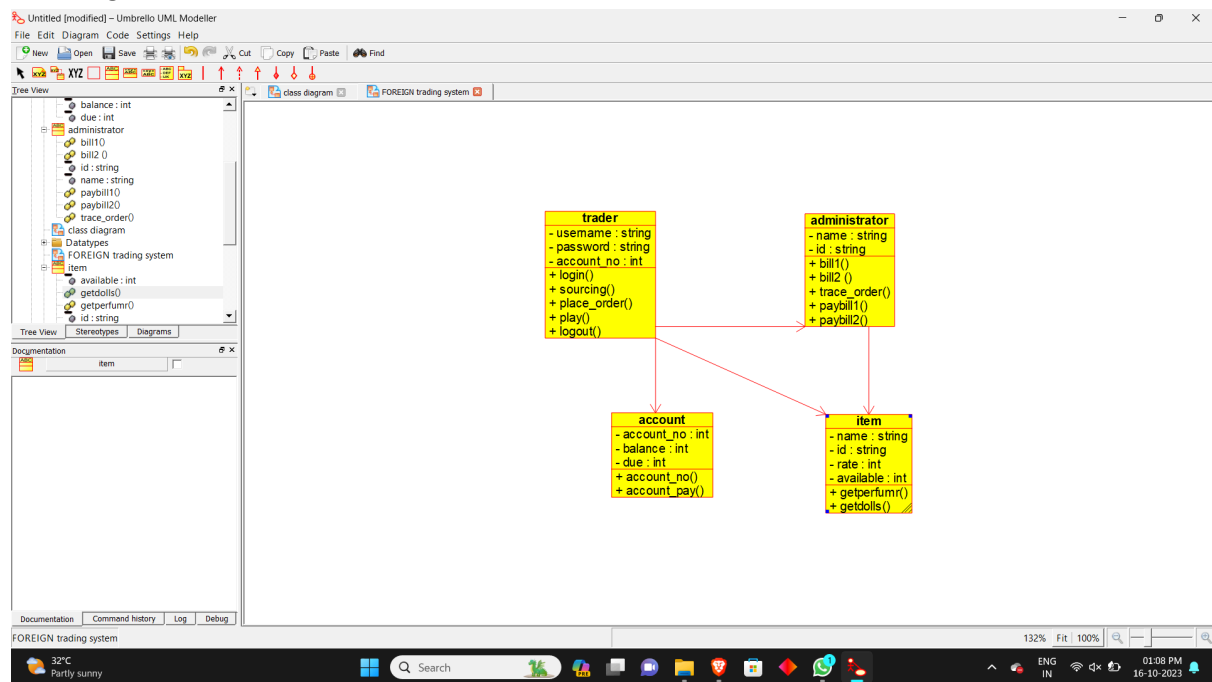 Untitled [modified] – Umbrello UML Modeller
File Edit Diagram Code Settings Help
New Open Save Cut Copy Paste Find
XYZ
Tree View
class diagram FOREIGN trading system
balance : int
due : int
administrator
bill1()
bill2 ()
id : string
name : string
paybill1()
paybill2()
trace_order()
class diagram
Datatypes
FOREIGN trading system
item
available : int
getdolls()
getperfumr()
id : string
Tree View Stereotypes Diagrams
Documentation
item
trader
- username : string
- password : string
- account_no : int
+ login()
+ sourcing()
+ place_order()
+ play()
+ logout()
administrator
- name : string
- id : string
+ bill1()
+ bill2 ()
+ trace_order()
+ paybill1()
+ paybill2()
account
- account_no : int
- balance : int
- due : int
+ account_no()
+ account_pay()
item
- name : string
- id : string
- rate : int
- available : int
+ getperfumr()
+ getdolls()
Documentation Command history Log Debug
FOREIGN trading system
132% Fit 100%
32°C
Partly sunny
Search
ENG
IN
01:08 PM
16-10-2023